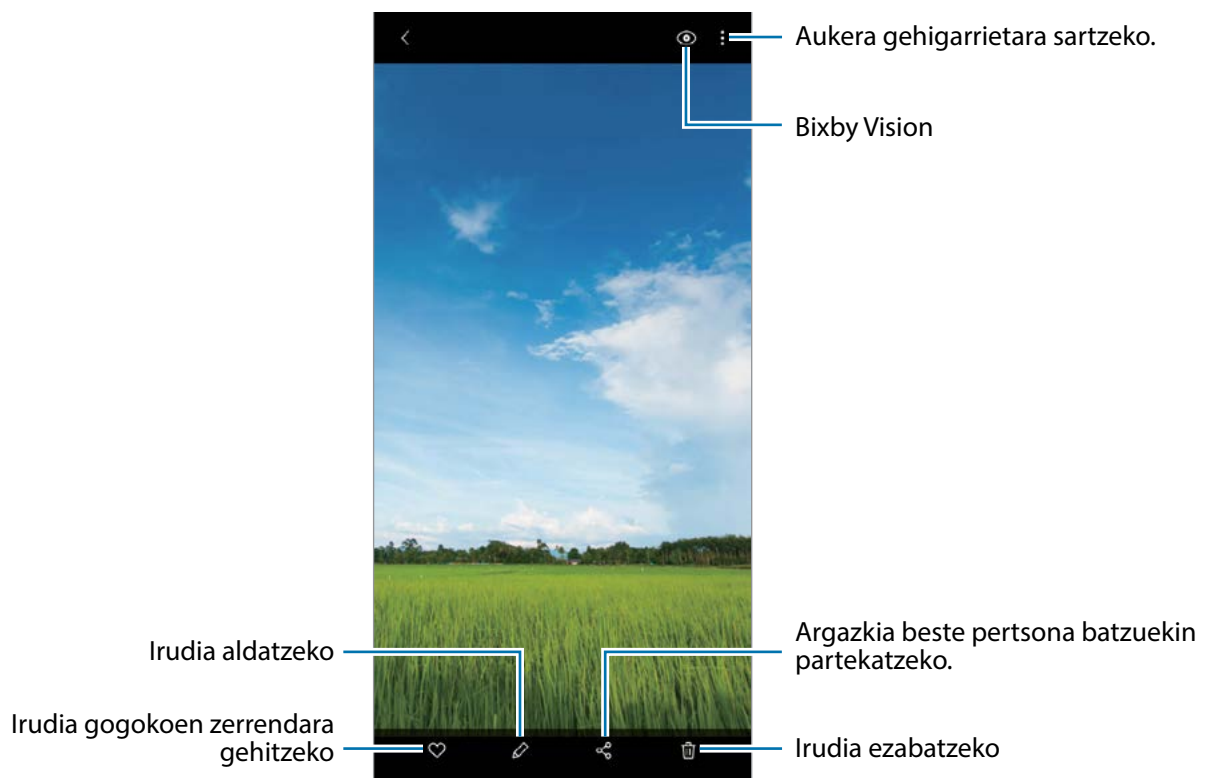 Aukera gehigarrietara sartzeko.
Bixby Vision
Argazkia beste pertsona batzuekin
partekatzeko.
Irudia aldatzeko
Irudia gogokoen zerrendara
gehitzeko
Irudia ezabatzeko